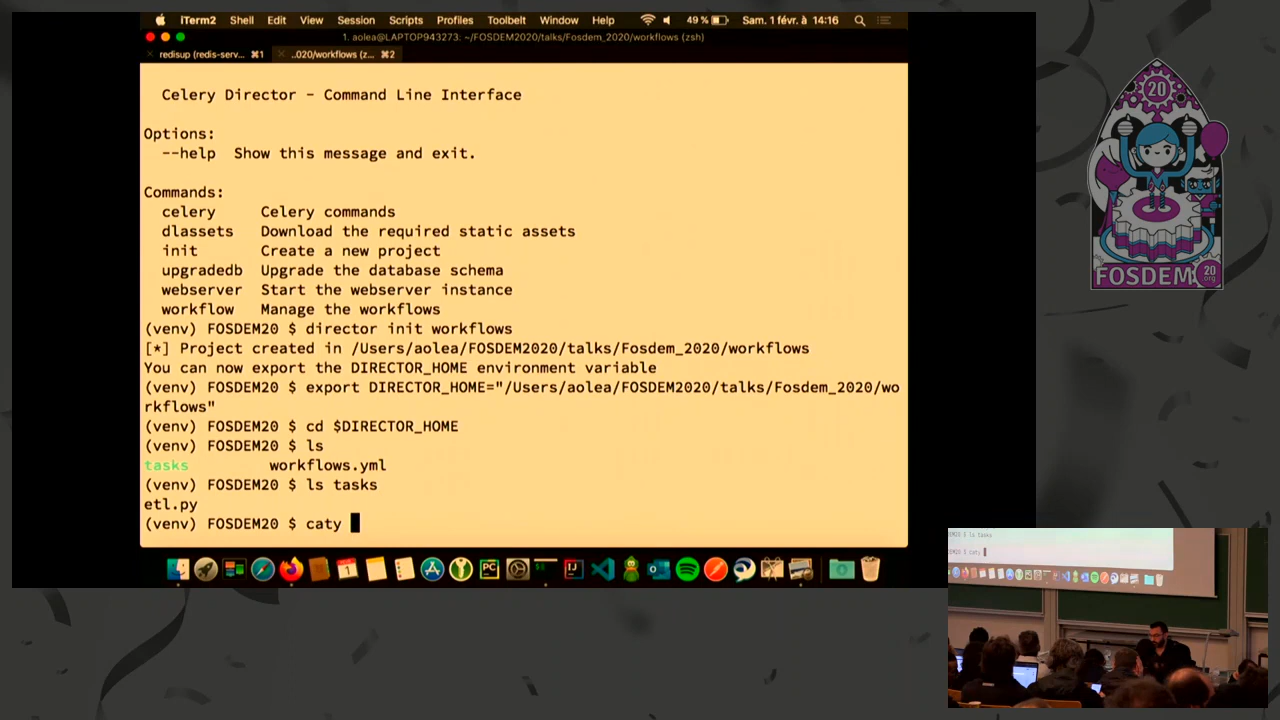 iTerm2 Shell Edit View Session Scripts Profiles Toolbelt Window Help 49 % Sam. 1 févr. à 14:16
1. aolea@LAPTOP943273: ~/FOSDEM2020/talks/Fosdem_2020/workflows (zsh)
redisup (redis-serv... ⌘1 ..020/workflows (z... ⌘2
Celery Director - Command Line Interface
Options:
--help Show this message and exit.
Commands:
celery Celery commands
dlassets Download the required static assets
init Create a new project
upgradedb Upgrade the database schema
webserver Start the webserver instance
workflow Manage the workflows
(venv) FOSDEM20 $ director init workflows
[*] Project created in /Users/aolea/FOSDEM2020/talks/Fosdem_2020/workflows
You can now export the DIRECTOR_HOME environment variable
(venv) FOSDEM20 $ export DIRECTOR_HOME="/Users/aolea/FOSDEM2020/talks/Fosdem_2020/wo
rkflows"
(venv) FOSDEM20 $ cd $DIRECTOR_HOME
(venv) FOSDEM20 $ ls
tasks workflows.yml
(venv) FOSDEM20 $ ls tasks
etl.py
(venv) FOSDEM20 $ caty
20
FOSDEM 20
.org